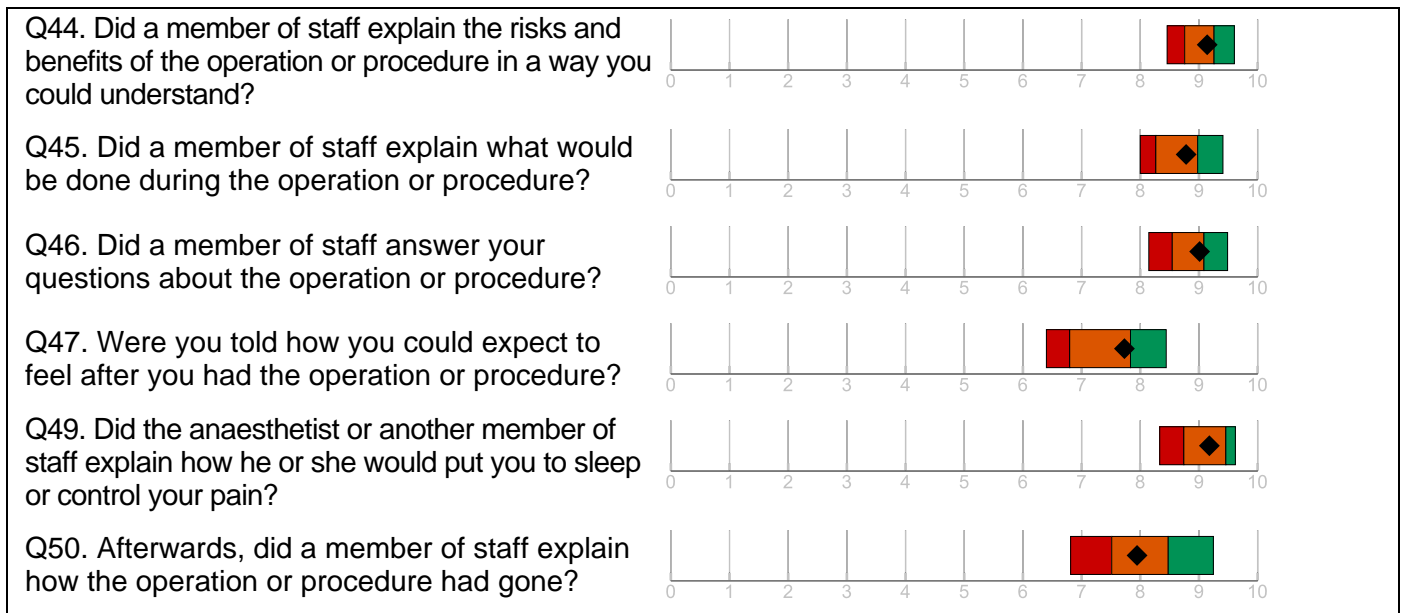 Q44. Did a member of staff explain the risks and
benefits of the operation or procedure in a way you
could understand?
0 1 2 3 4 5 6 7 8 9 10
Q45. Did a member of staff explain what would
be done during the operation or procedure?
0 1 2 3 4 5 6 7 8 9 10
Q46. Did a member of staff answer your
questions about the operation or procedure?
0 1 2 3 4 5 6 7 8 9 10
Q47. Were you told how you could expect to
feel after you had the operation or procedure?
0 1 2 3 4 5 6 7 8 9 10
Q49. Did the anaesthetist or another member of
staff explain how he or she would put you to sleep
or control your pain?
0 1 2 3 4 5 6 7 8 9 10
Q50. Afterwards, did a member of staff explain
how the operation or procedure had gone?
0 1 2 3 4 5 6 7 8 9 10